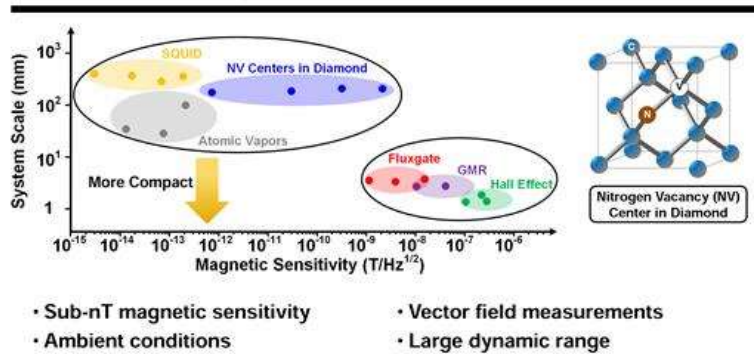 System Scale (mm)
10³
10²
10¹
1
SQUID
NV Centers in Diamond
Atomic Vapors
More Compact
Fluxgate
GMR
Hall Effect
10⁻¹⁵ 10⁻¹⁴ 10⁻¹³ 10⁻¹² 10⁻¹¹ 10⁻¹⁰ 10⁻⁹ 10⁻⁸ 10⁻⁷ 10⁻⁶
Magnetic Sensitivity (T/Hz¹/²)
C
V
N
Nitrogen Vacancy (NV)
Center in Diamond
· Sub-nT magnetic sensitivity
· Ambient conditions
· Vector field measurements
· Large dynamic range